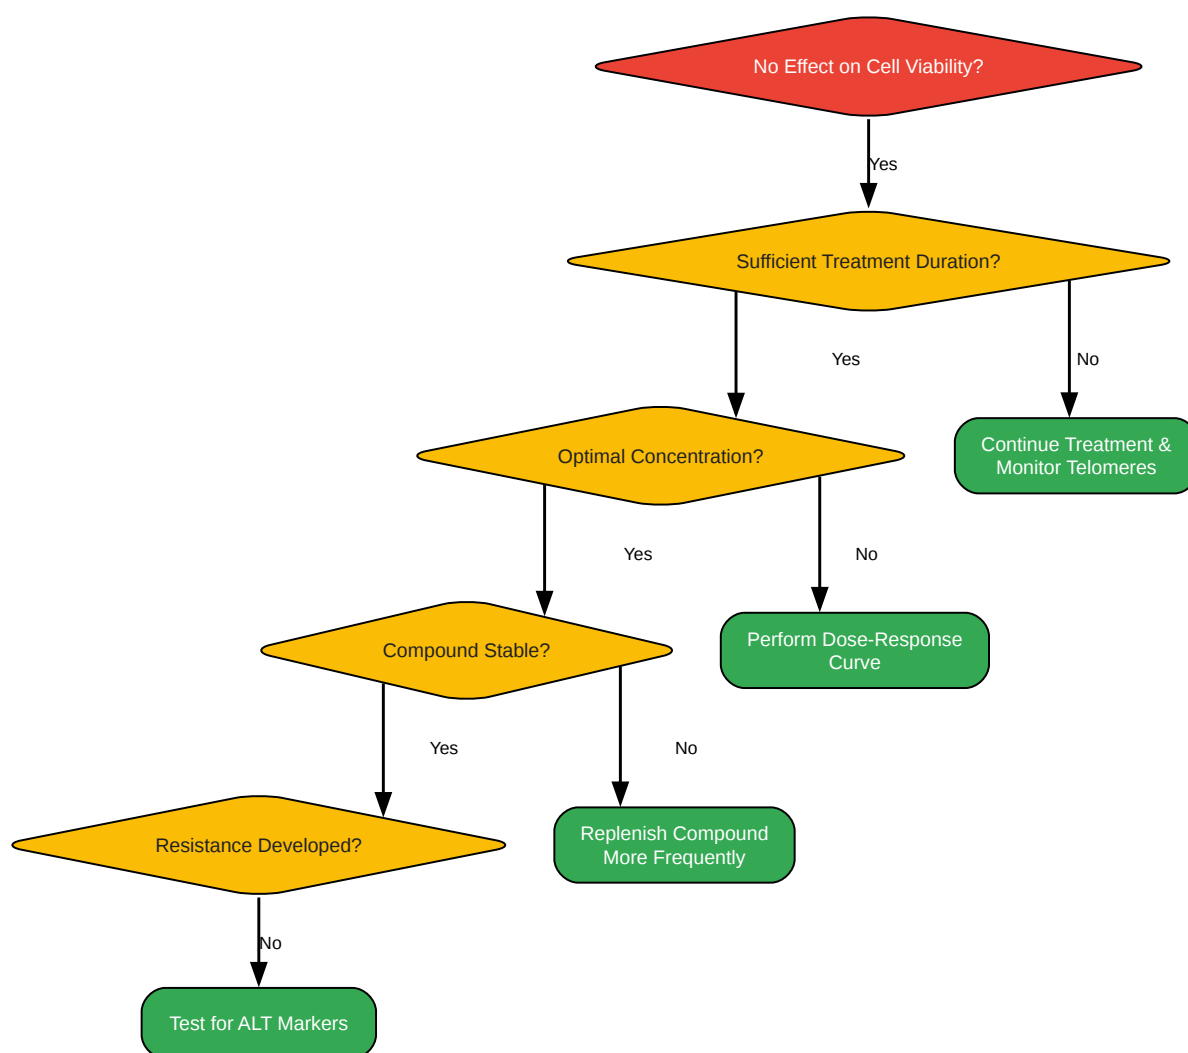 No Effect on Cell Viability?
Yes
Sufficient Treatment Duration?
Yes
No
Optimal Concentration?
Continue Treatment &
Monitor Telomeres
Yes
No
Compound Stable?
Perform Dose-Response
Curve
Yes
No
Resistance Developed?
Replenish Compound
More Frequently
No
Test for ALT Markers